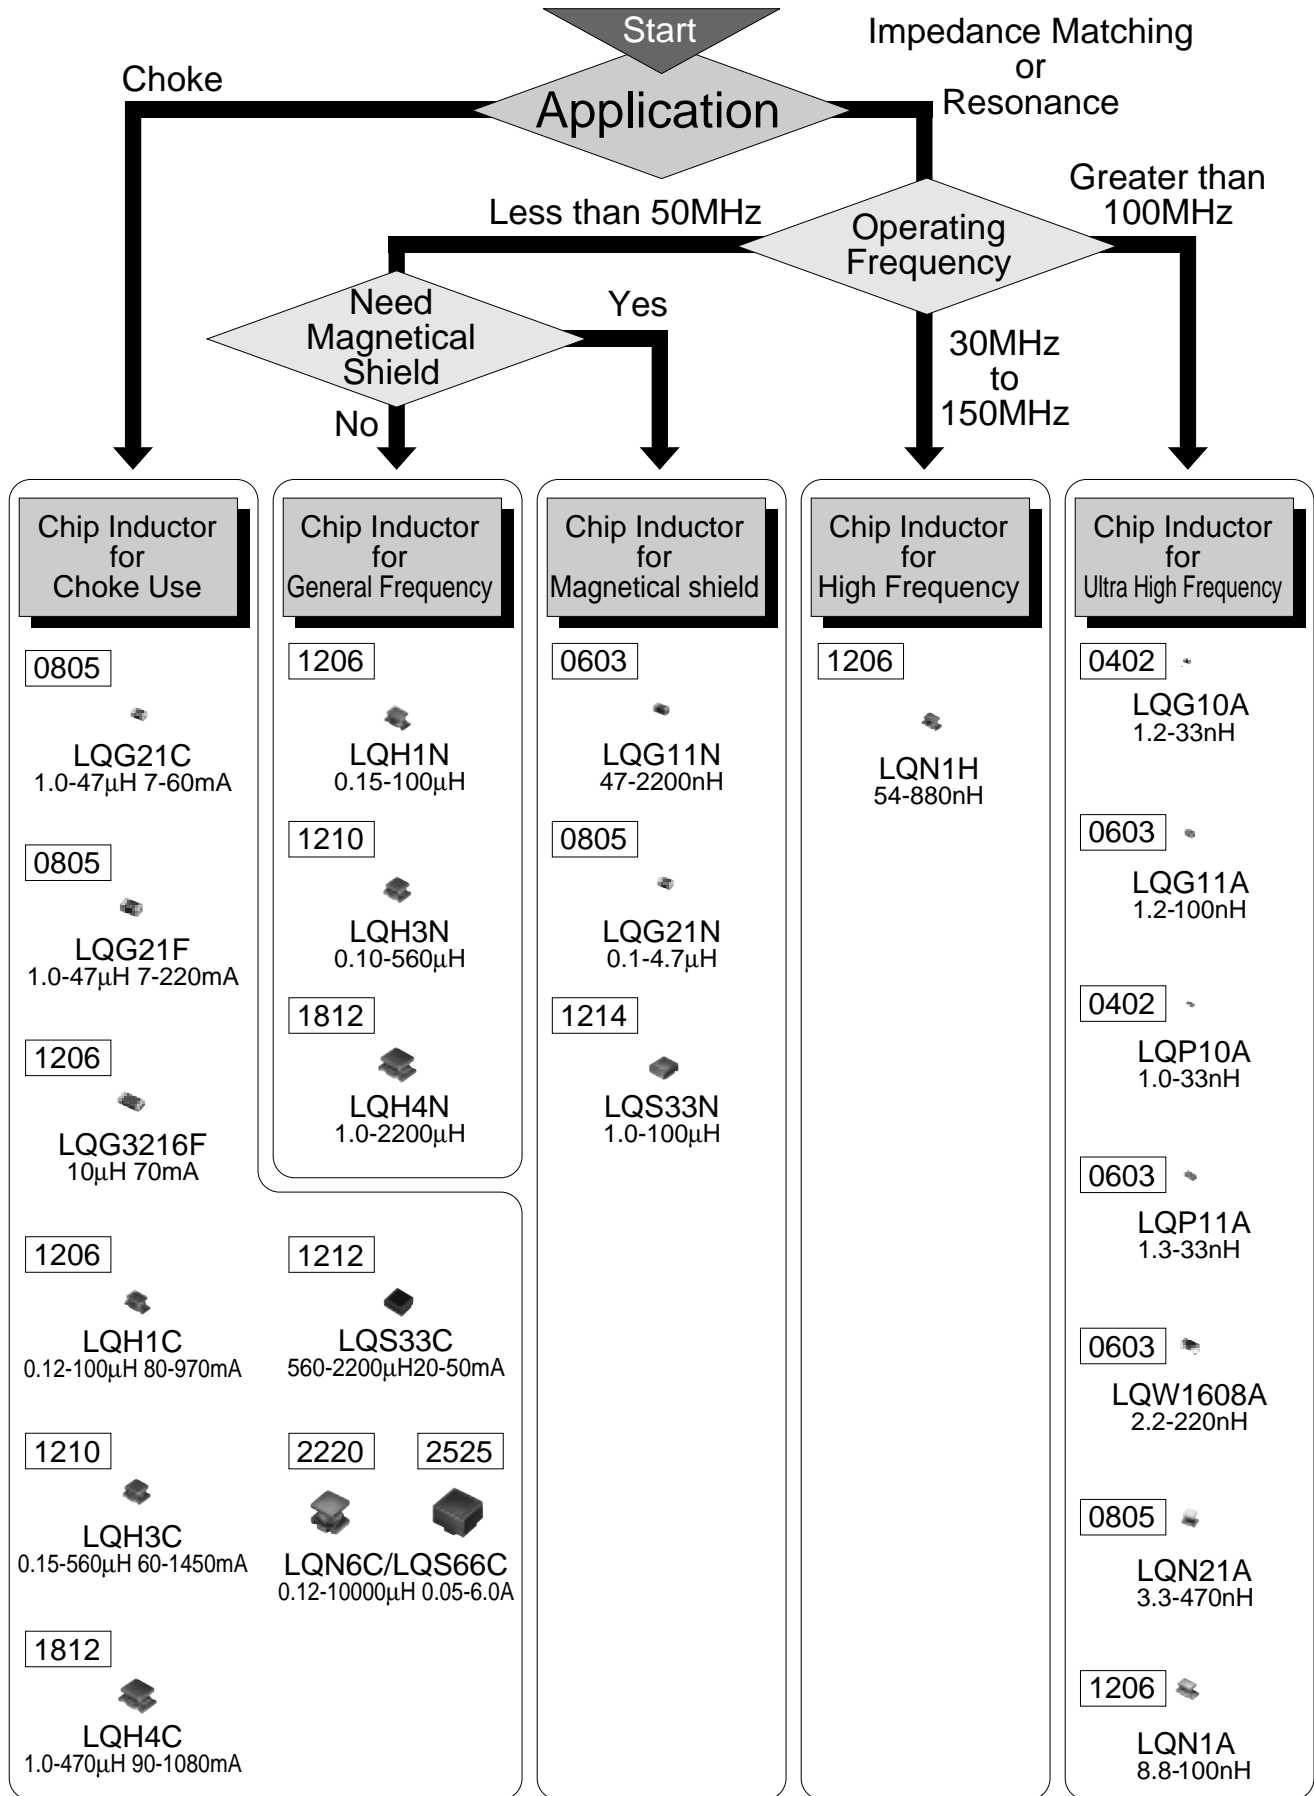 Start
Application
Choke
Impedance Matching
or
Resonance
Operating
Frequency
Less than 50MHz
Greater than
100MHz
30MHz
to
150MHz
Need
Magnetical
Shield
Yes
No
Chip Inductor
for
Choke Use
0805
LQG21C
1.0-47µH 7-60mA
0805
LQG21F
1.0-47µH 7-220mA
1206
LQG3216F
10µH 70mA
1206
LQH1C
0.12-100µH 80-970mA
1210
LQH3C
0.15-560µH 60-1450mA
1812
LQH4C
1.0-470µH 90-1080mA
1212
LQS33C
560-2200µH20-50mA
2220 2525
LQN6C/LQS66C
0.12-10000µH 0.05-6.0A
Chip Inductor
for
General Frequency
1206
LQH1N
0.15-100µH
1210
LQH3N
0.10-560µH
1812
LQH4N
1.0-2200µH
Chip Inductor
for
Magnetical shield
0603
LQG11N
47-2200nH
0805
LQG21N
0.1-4.7µH
1214
LQS33N
1.0-100µH
Chip Inductor
for
High Frequency
1206
LQN1H
54-880nH
Chip Inductor
for
Ultra High Frequency
0402
LQG10A
1.2-33nH
0603
LQG11A
1.2-100nH
0402
LQP10A
1.0-33nH
0603
LQP11A
1.3-33nH
0603
LQW1608A
2.2-220nH
0805
LQN21A
3.3-470nH
1206
LQN1A
8.8-100nH